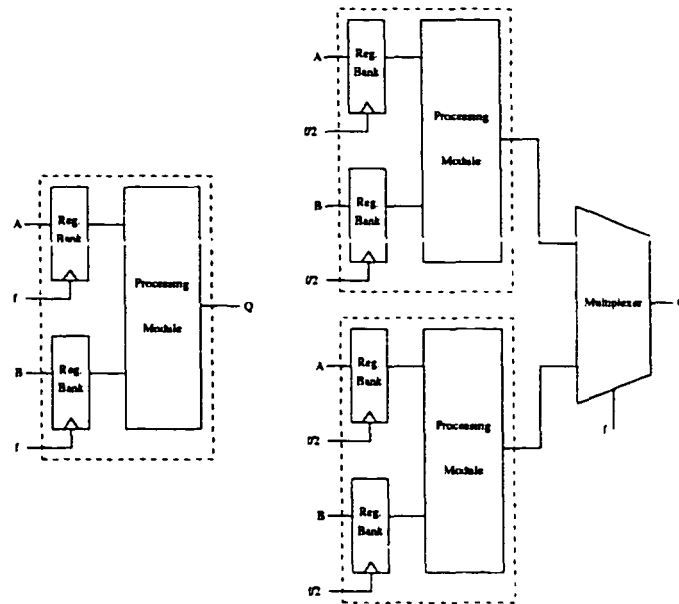 A
Reg.
Bank
f
B
Reg.
Bank
f
Processing
Module
Q
A
Reg.
Bank
f/2
B
Reg.
Bank
f/2
Processing
Module
A
Reg.
Bank
f/2
B
Reg.
Bank
f/2
Processing
Module
Multiplexer
f